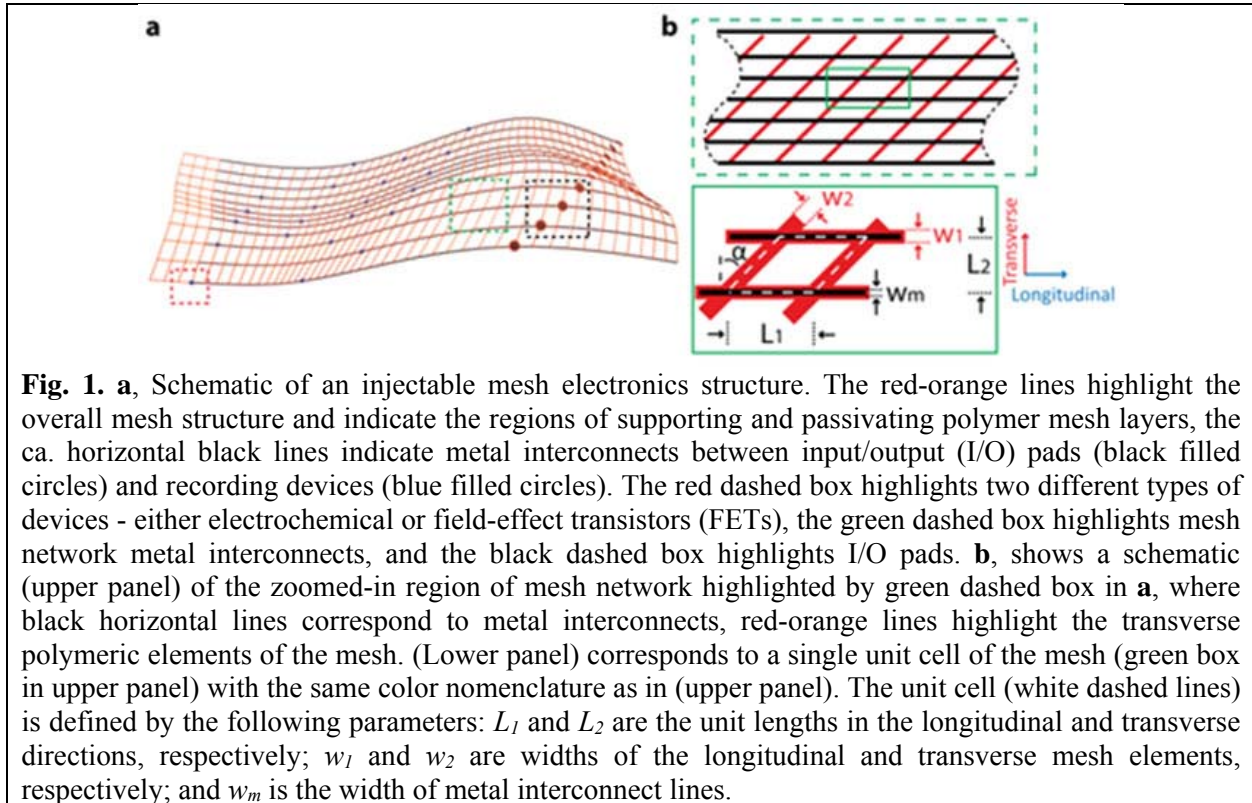 a
b
W2
W1
α
L2
Wm
L1
Transverse
Longitudinal
Fig. 1. a, Schematic of an injectable mesh electronics structure. The red-orange lines highlight the
overall mesh structure and indicate the regions of supporting and passivating polymer mesh layers, the
ca. horizontal black lines indicate metal interconnects between input/output (I/O) pads (black filled
circles) and recording devices (blue filled circles). The red dashed box highlights two different types of
devices - either electrochemical or field-effect transistors (FETs), the green dashed box highlights mesh
network metal interconnects, and the black dashed box highlights I/O pads. b, shows a schematic
(upper panel) of the zoomed-in region of mesh network highlighted by green dashed box in a, where
black horizontal lines correspond to metal interconnects, red-orange lines highlight the transverse
polymeric elements of the mesh. (Lower panel) corresponds to a single unit cell of the mesh (green box
in upper panel) with the same color nomenclature as in (upper panel). The unit cell (white dashed lines)
is defined by the following parameters: L1 and L2 are the unit lengths in the longitudinal and transverse
directions, respectively; w1 and w2 are widths of the longitudinal and transverse mesh elements,
respectively; and wm is the width of metal interconnect lines.